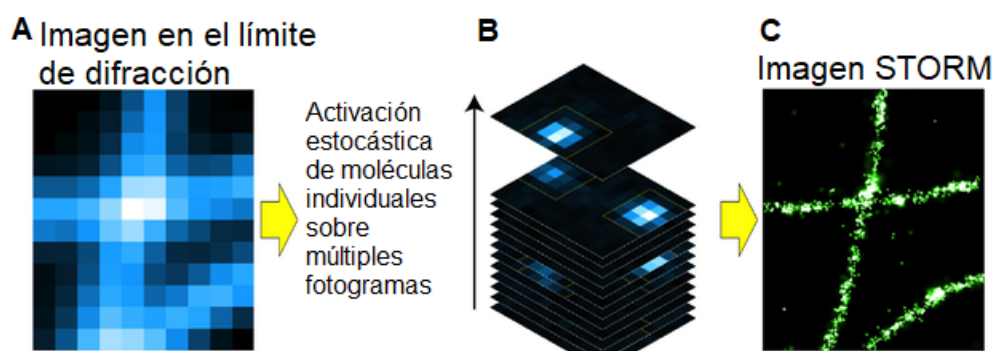 A Imagen en el límite
de difracción
Activación
estocástica
de moléculas
individuales
sobre
múltiples
fotogramas
B
C
Imagen STORM